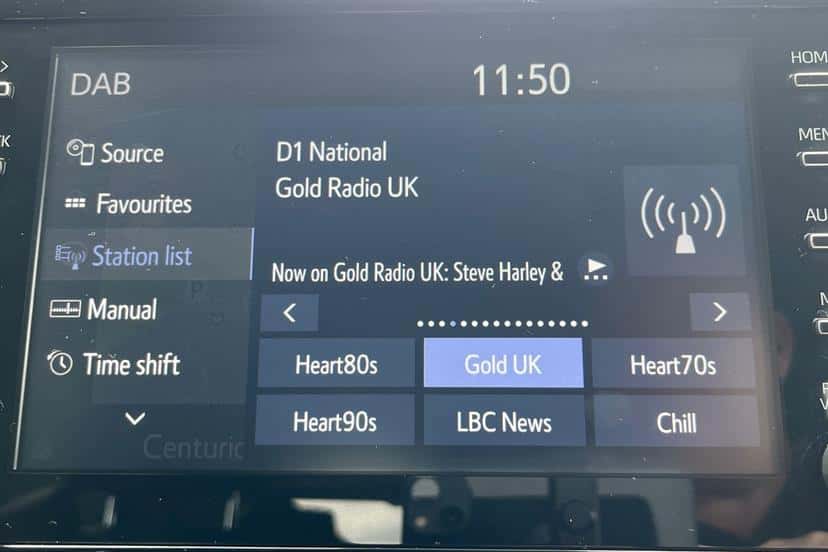 DAB
11:50
Source
Favourites
Station list
Manual
Time shift
D1 National
Gold Radio UK
Now on Gold Radio UK: Steve Harley &
Heart80s
Gold UK
Heart70s
Heart90s
LBC News
Chill
HOM
MEN
AU